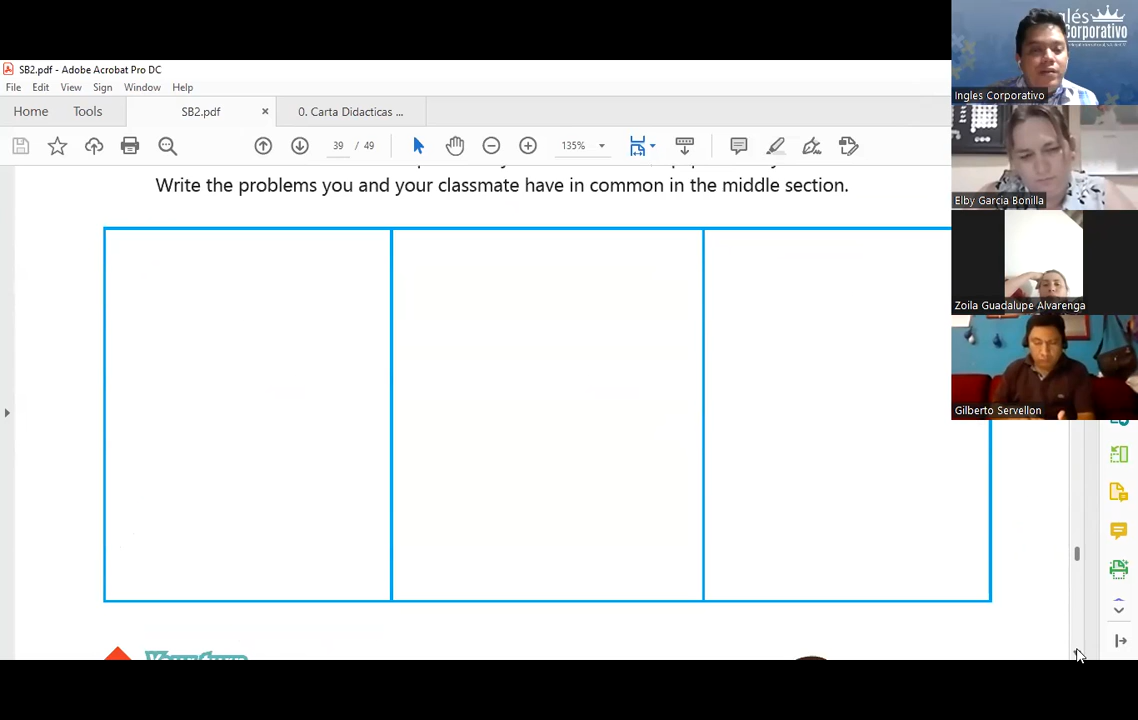 SB2.pdf - Adobe Acrobat Pro DC
File Edit View Sign Window Help
Home Tools SB2.pdf × 0. Carta Didacticas ...
39 / 49 135%
Write the problems you and your classmate have in common in the middle section.
Inglés Corporativo
Ingles Corporativo
Elby Garcia Bonilla
Zoila Guadalupe Alvarenga
Gilberto Servellon